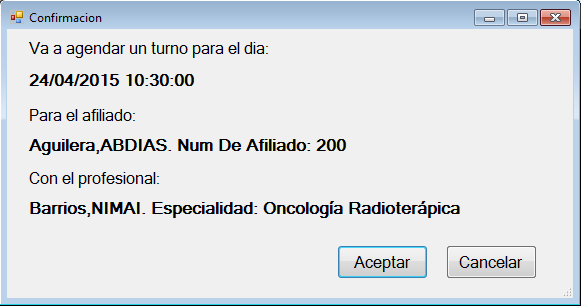 Confirmacion
Va a agendar un turno para el dia:
24/04/2015 10:30:00
Para el afiliado:
Aguilera,ABDIAS. Num De Afiliado: 200
Con el profesional:
Barrios,NIMAI. Especialidad: Oncología Radioterápica
Aceptar Cancelar